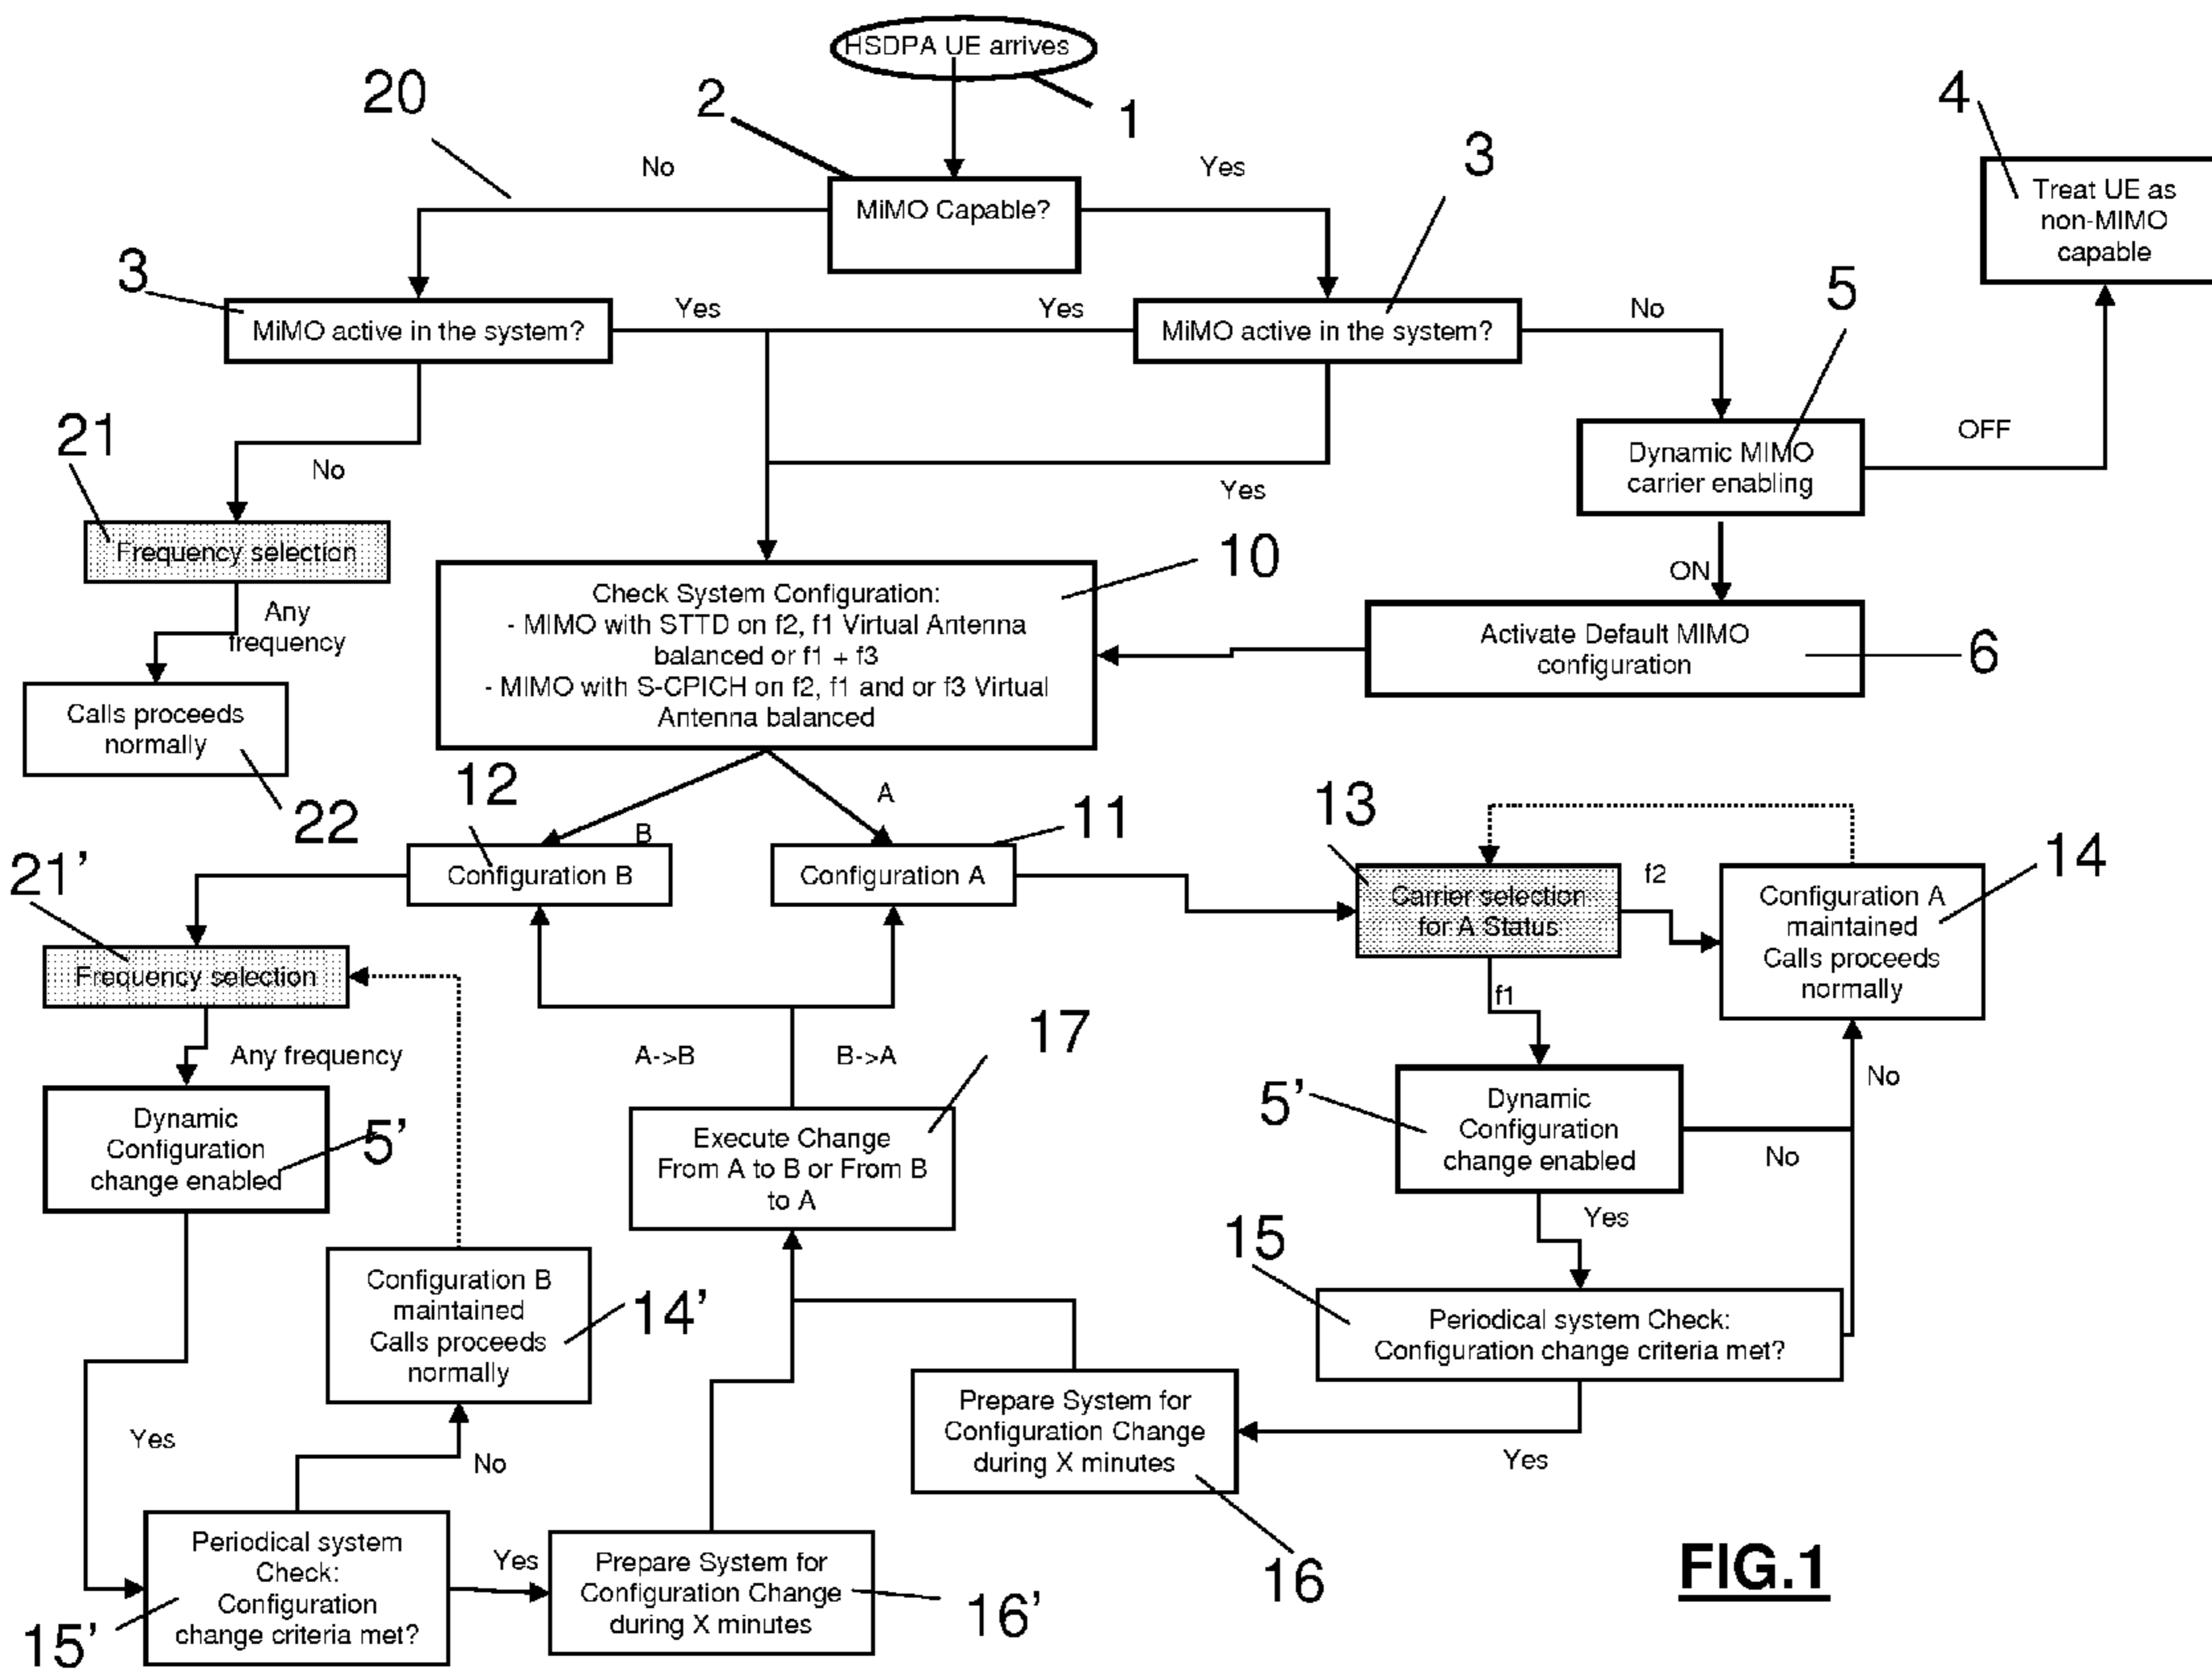 HSDPA UE arrives
1
20
2
4
No
Yes
3
MiMO Capable?
Treat UE as
non-MIMO
capable
3
5
MiMO active in the system?
Yes
Yes
MiMO active in the system?
No
21
No
OFF
Dynamic MIMO
carrier enabling
Yes
Frequency selection
10
ON
Any
frequency
Check System Configuration:
- MIMO with STTD on f2, f1 Virtual Antenna
balanced or f1 + f3
- MIMO with S-CPICH on f2, f1 and or f3 Virtual
Antenna balanced
Activate Default MIMO
configuration
6
Calls proceeds
normally
22
12
A
B
11
13
14
21’
Configuration B
Configuration A
Carrier selection
for A Status
f2
Configuration A
maintained
Calls proceeds
normally
Frequency selection
f1
Any frequency
A->B
B->A
17
No
Dynamic
Configuration
change enabled
5’
Execute Change
From A to B or From B
to A
5’
Dynamic
Configuration
change enabled
No
Yes
15
Configuration B
maintained
Calls proceeds
normally
14’
Periodical system Check:
Configuration change criteria met?
Prepare System for
Configuration Change
during X minutes
Yes
Yes
No
16
Periodical system
Check:
Configuration
change criteria met?
15’
Yes
Prepare System for
Configuration Change
during X minutes
16’
FIG.1